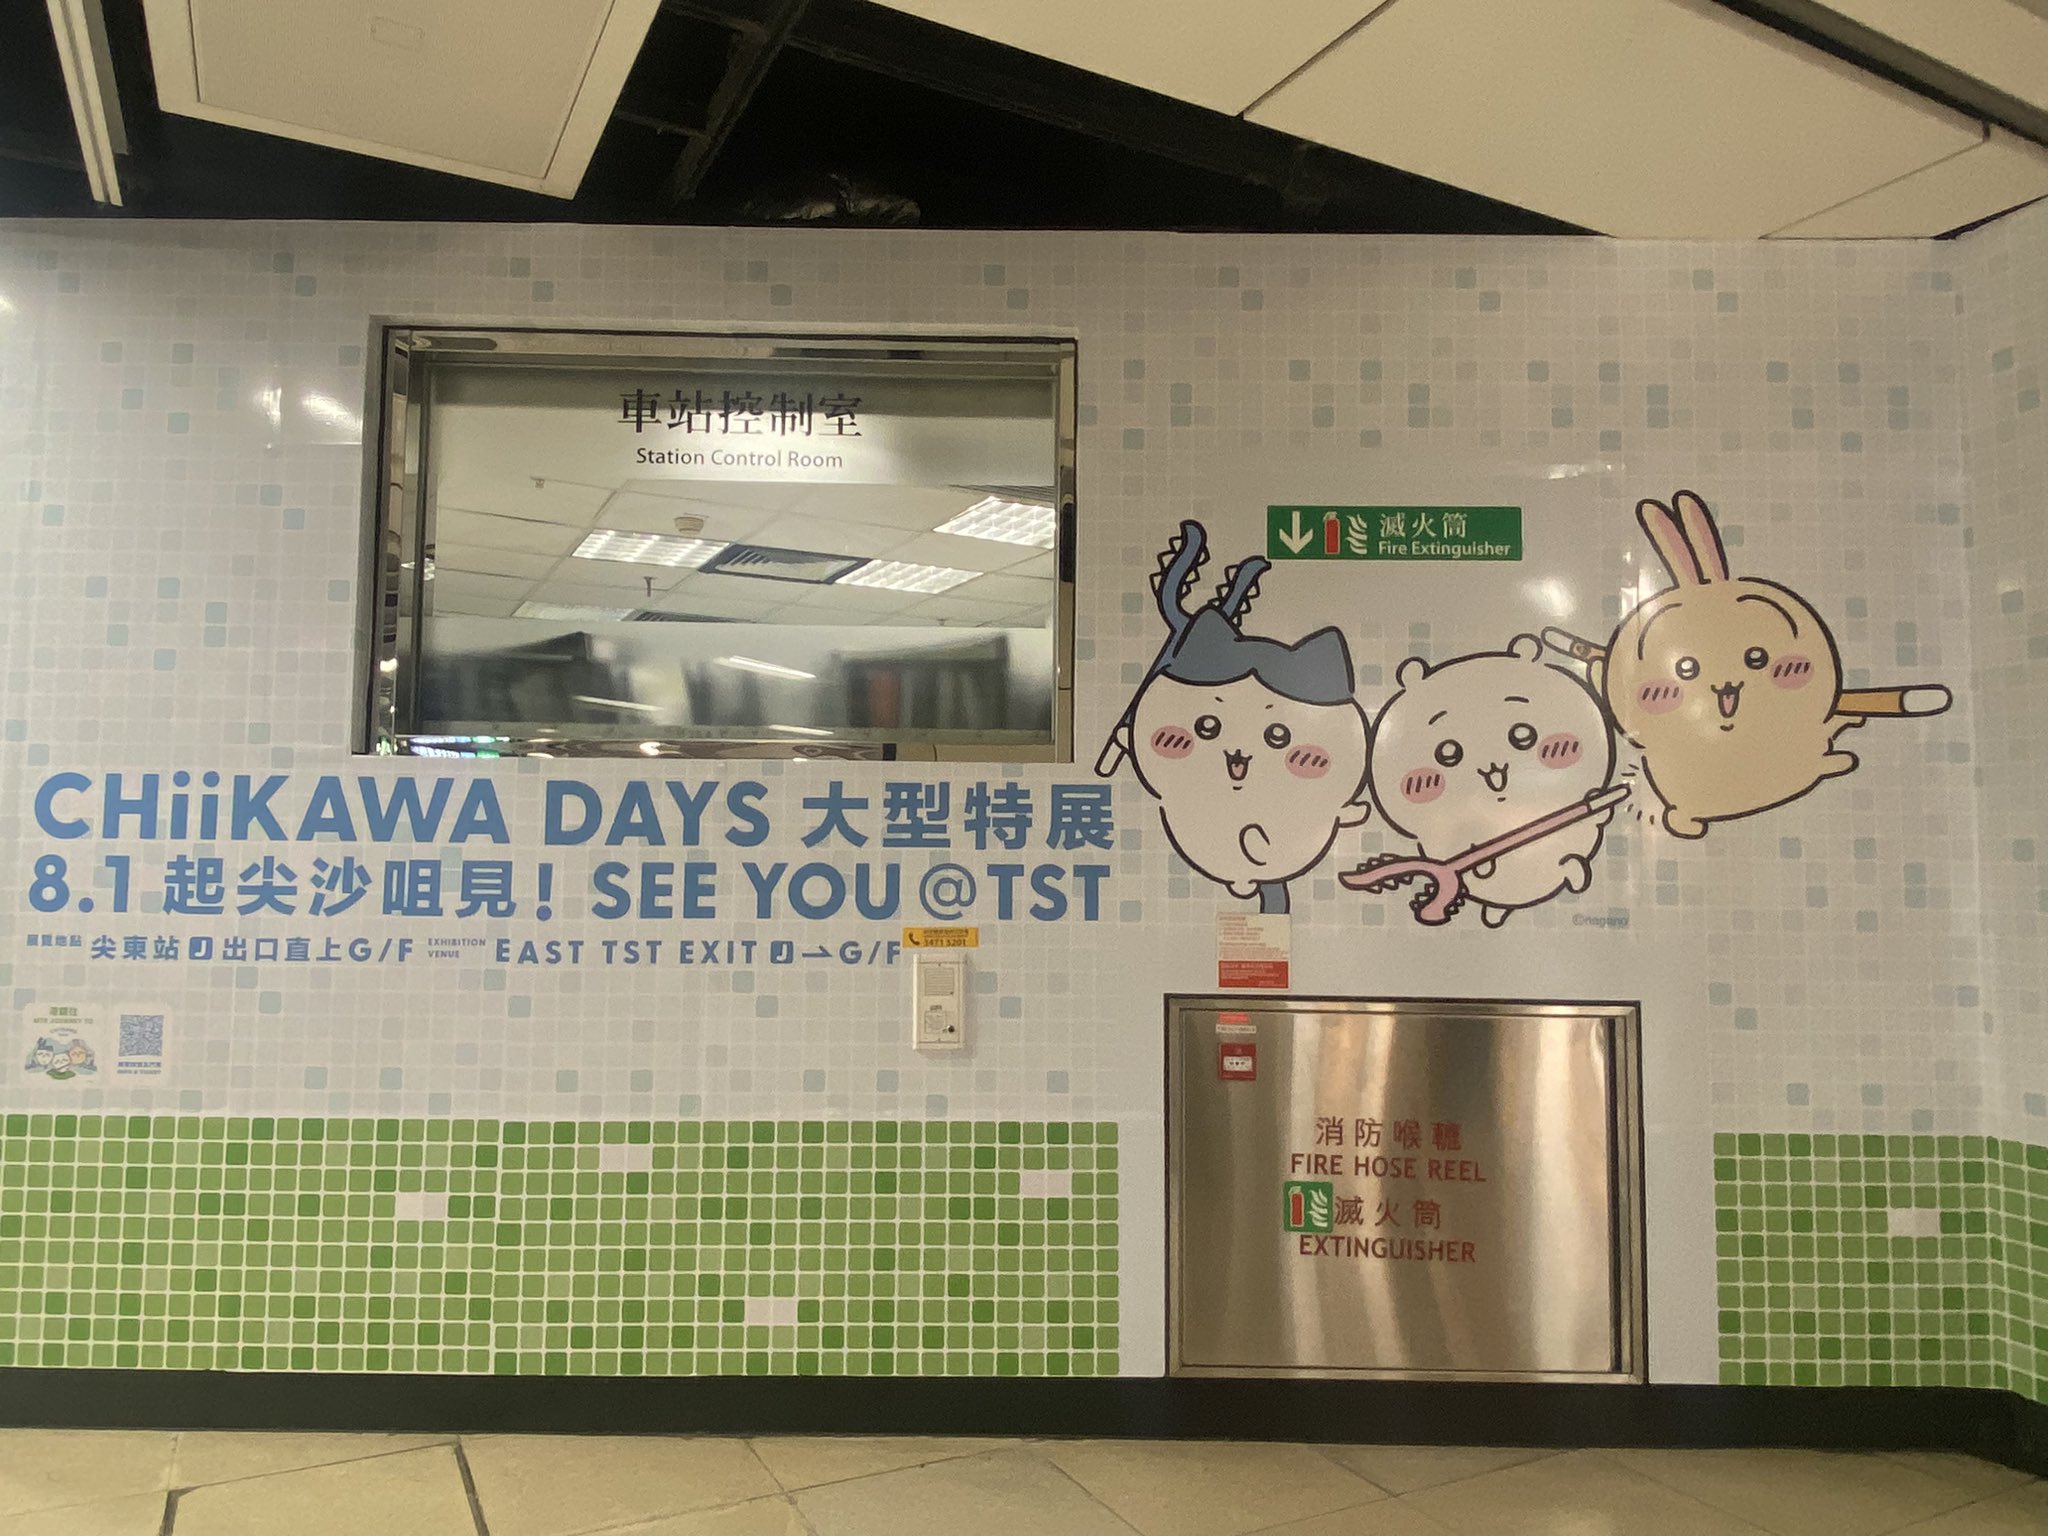 車站控制室
Station Control Room
滅火筒
Fire Extinguisher
CHiiKAWA DAYS 大型特展
8.1 起尖沙咀見! SEE YOU @ TST
展覽地點 尖東站 J 出口直上G/F EXHIBITION VENUE EAST TST EXIT J → G/F
3471 5201
©nagano
消防喉轆
FIRE HOSE REEL
滅火筒
EXTINGUISHER